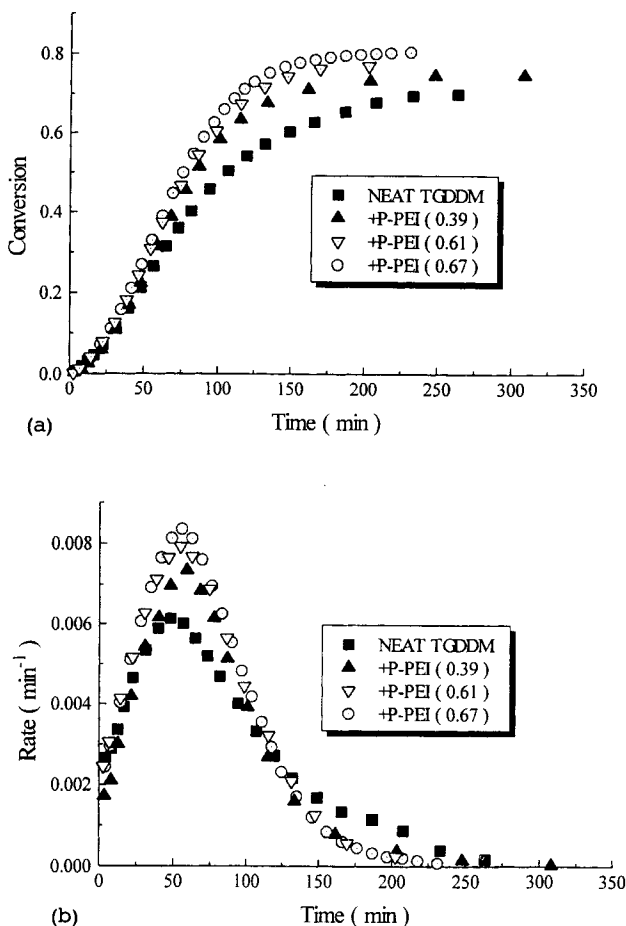 0.8
0.6
0.4
0.2
0.0
Conversion
NEAT TGDDM
+P-PEI ( 0.39 )
+P-PEI ( 0.61 )
+P-PEI ( 0.67 )
0 50 100 150 200 250 300 350
Time ( min )
(a)
0.008
0.006
0.004
0.002
0.000
Rate ( min⁻¹ )
NEAT TGDDM
+P-PEI ( 0.39 )
+P-PEI ( 0.61 )
+P-PEI ( 0.67 )
0 50 100 150 200 250 300 350
Time ( min )
(b)